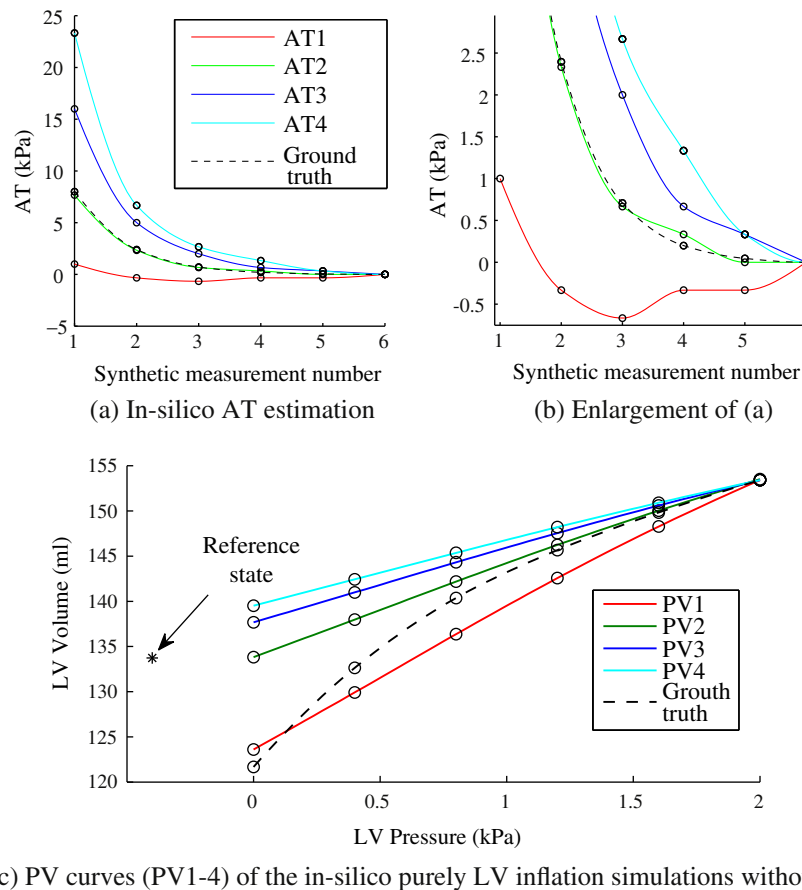 25
20
15
10
5
0
−5
AT (kPa)
AT1
AT2
AT3
AT4
Ground
truth
1 2 3 4 5 6
Synthetic measurement number
(a) In-silico AT estimation
2.5
2
1.5
1
0.5
0
-0.5
AT (kPa)
1 2 3 4 5
Synthetic measurement number
(b) Enlargement of (a)
155
150
145
140
135
130
125
120
LV Volume (ml)
Reference
state
PV1
PV2
PV3
PV4
Grouth
truth
0 0.5 1 1.5 2
LV Pressure (kPa)
c) PV curves (PV1-4) of the in-silico purely LV inflation simulations witho